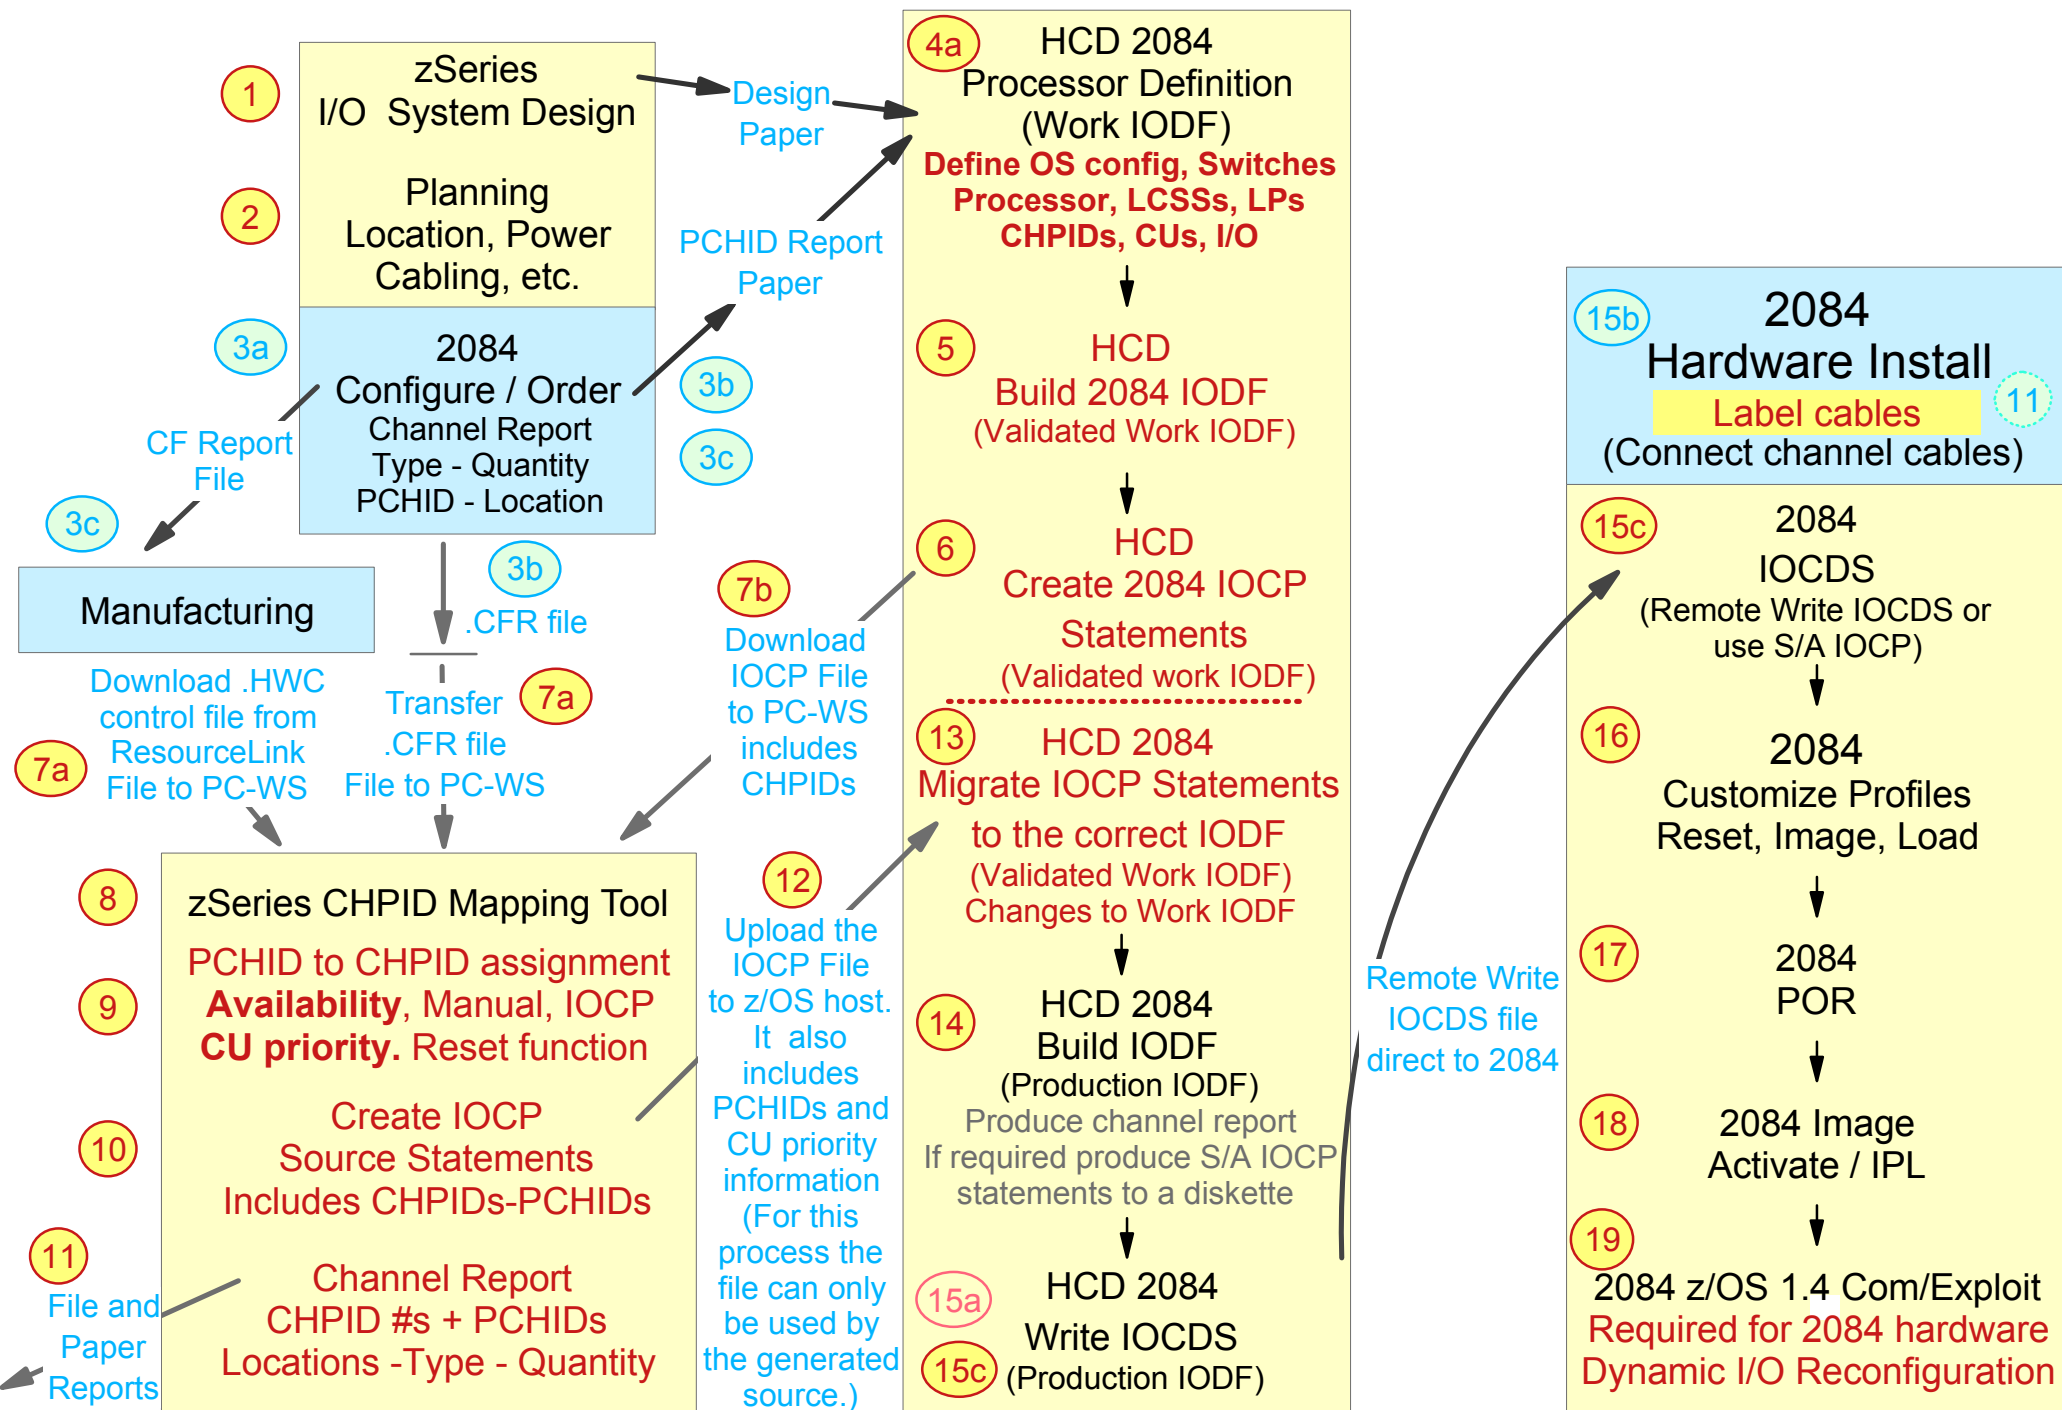 1
zSeries
I/O System Design
2
Planning
Location, Power
Cabling, etc.
3a
2084
Configure / Order
Channel Report
Type - Quantity
PCHID - Location
3b
3c
Design
Paper
PCHID Report
Paper
CF Report
File
3c
Manufacturing
3b
.CFR file
Download .HWC
control file from
ResourceLink
File to PC-WS
7a
Transfer
.CFR file
File to PC-WS
7a
7b
Download
IOCP File
to PC-WS
includes
CHPIDs
8
zSeries CHPID Mapping Tool
9
PCHID to CHPID assignment
Availability, Manual, IOCP
CU priority. Reset function
10
Create IOCP
Source Statements
Includes CHPIDs-PCHIDs
11
File and
Paper
Reports
Channel Report
CHPID #s + PCHIDs
Locations -Type - Quantity
12
Upload the
IOCP File
to z/OS host.
It also
includes
PCHIDs and
CU priority
information
(For this
process the
file can only
be used by
the generated
source.)
4a
HCD 2084
Processor Definition
(Work IODF)
Define OS config, Switches
Processor, LCSSs, LPs
CHPIDs, CUs, I/O
5
HCD
Build 2084 IODF
(Validated Work IODF)
6
HCD
Create 2084 IOCP
Statements
(Validated work IODF)
13
HCD 2084
Migrate IOCP Statements
to the correct IODF
(Validated Work IODF)
Changes to Work IODF
14
HCD 2084
Build IODF
(Production IODF)
Produce channel report
If required produce S/A IOCP
statements to a diskette
15a
HCD 2084
Write IOCDS
15c
(Production IODF)
Remote Write
IOCDS file
direct to 2084
15b
2084
Hardware Install
Label cables
11
(Connect channel cables)
15c
2084
IOCDS
(Remote Write IOCDS or
use S/A IOCP)
16
2084
Customize Profiles
Reset, Image, Load
17
2084
POR
18
2084 Image
Activate / IPL
19
2084 z/OS 1.4 Com/Exploit
Required for 2084 hardware
Dynamic I/O Reconfiguration